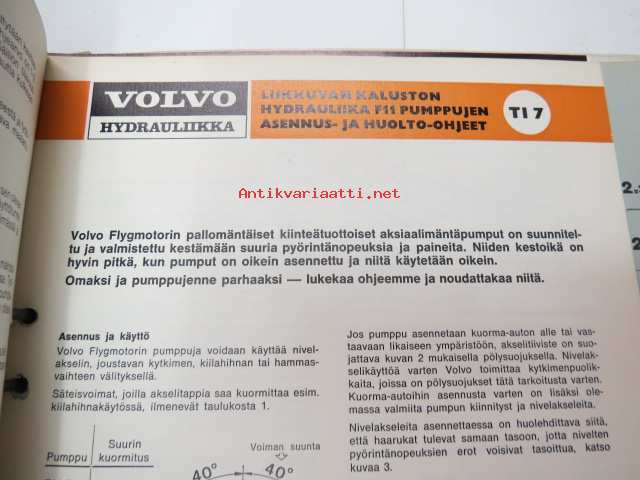 VOLVO
HYDRAULIIKKA
LIIKKUVAN KALUSTON
HYDRAULIIKA F11 PUMPPUJEN
ASENNUS- JA HUOLTO-OHJEET
TI 7
Antikvariaatti.net
Volvo Flygmotorin pallomäntäiset kiinteätuottoiset aksiaalimäntäpumput on suunnitel-
tu ja valmistettu kestämään suuria pyörintänopeuksia ja paineita. Niiden kestoikä on
hyvin pitkä, kun pumput on oikein asennettu ja niitä käytetään oikein.
Omaksi ja pumppujenne parhaaksi — lukekaa ohjeemme ja noudattakaa niitä.
Asennus ja käyttö
Volvo Flygmotorin pumppuja voidaan käyttää nivel-
akselin, joustavan kytkimen, kiilahihnan tai hammas-
vaihteen välityksellä.
Säteisvoimat, joilla akselitappia saa kuormittaa esim.
kiilahihnakäytössä, ilmenevät taulukosta 1.
Pumppu
Suurin
kuormitus
Voiman suunta
40° 40°
Jos pumppu asennetaan kuorma-auton alle tai vas-
taavaan likaiseen ympäristöön, akselitiiviste on suo-
jattava kuvan 2 mukaisella pölysuojuksella. Nivelak-
selikäyttöä varten Volvo toimittaa kytkimenpuolik-
kaita, joissa on pölysuojukset tätä tarkoitusta varten.
Kuorma-autoihin asennusta varten on lisäksi ole-
massa valmiita pumpun kiinnityst ja nivelakseleita.
Nivelakseleita asennettaessa on huolehdittava siitä,
että haarukat tulevat samaan tasoon, jotta nivelten
pyörintänopeuksien erot voisivat tasoittua, katso
kuvaa 3.